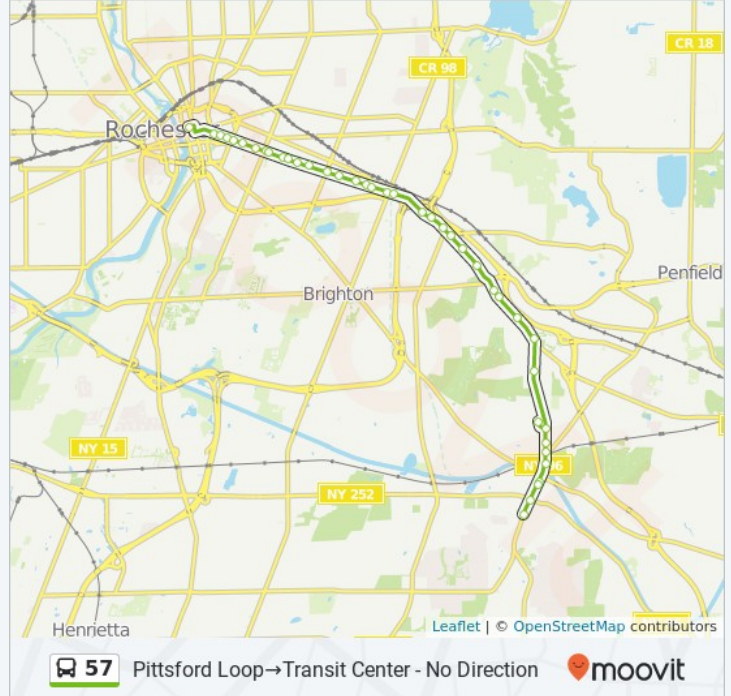 CR 18
CR 98
Roches
Penfield
Brighton
NY 15
NY 96
NY 252
Henrietta
Leaflet | © OpenStreetMap contributors
57 Pittsford Loop→Transit Center - No Direction
moovit